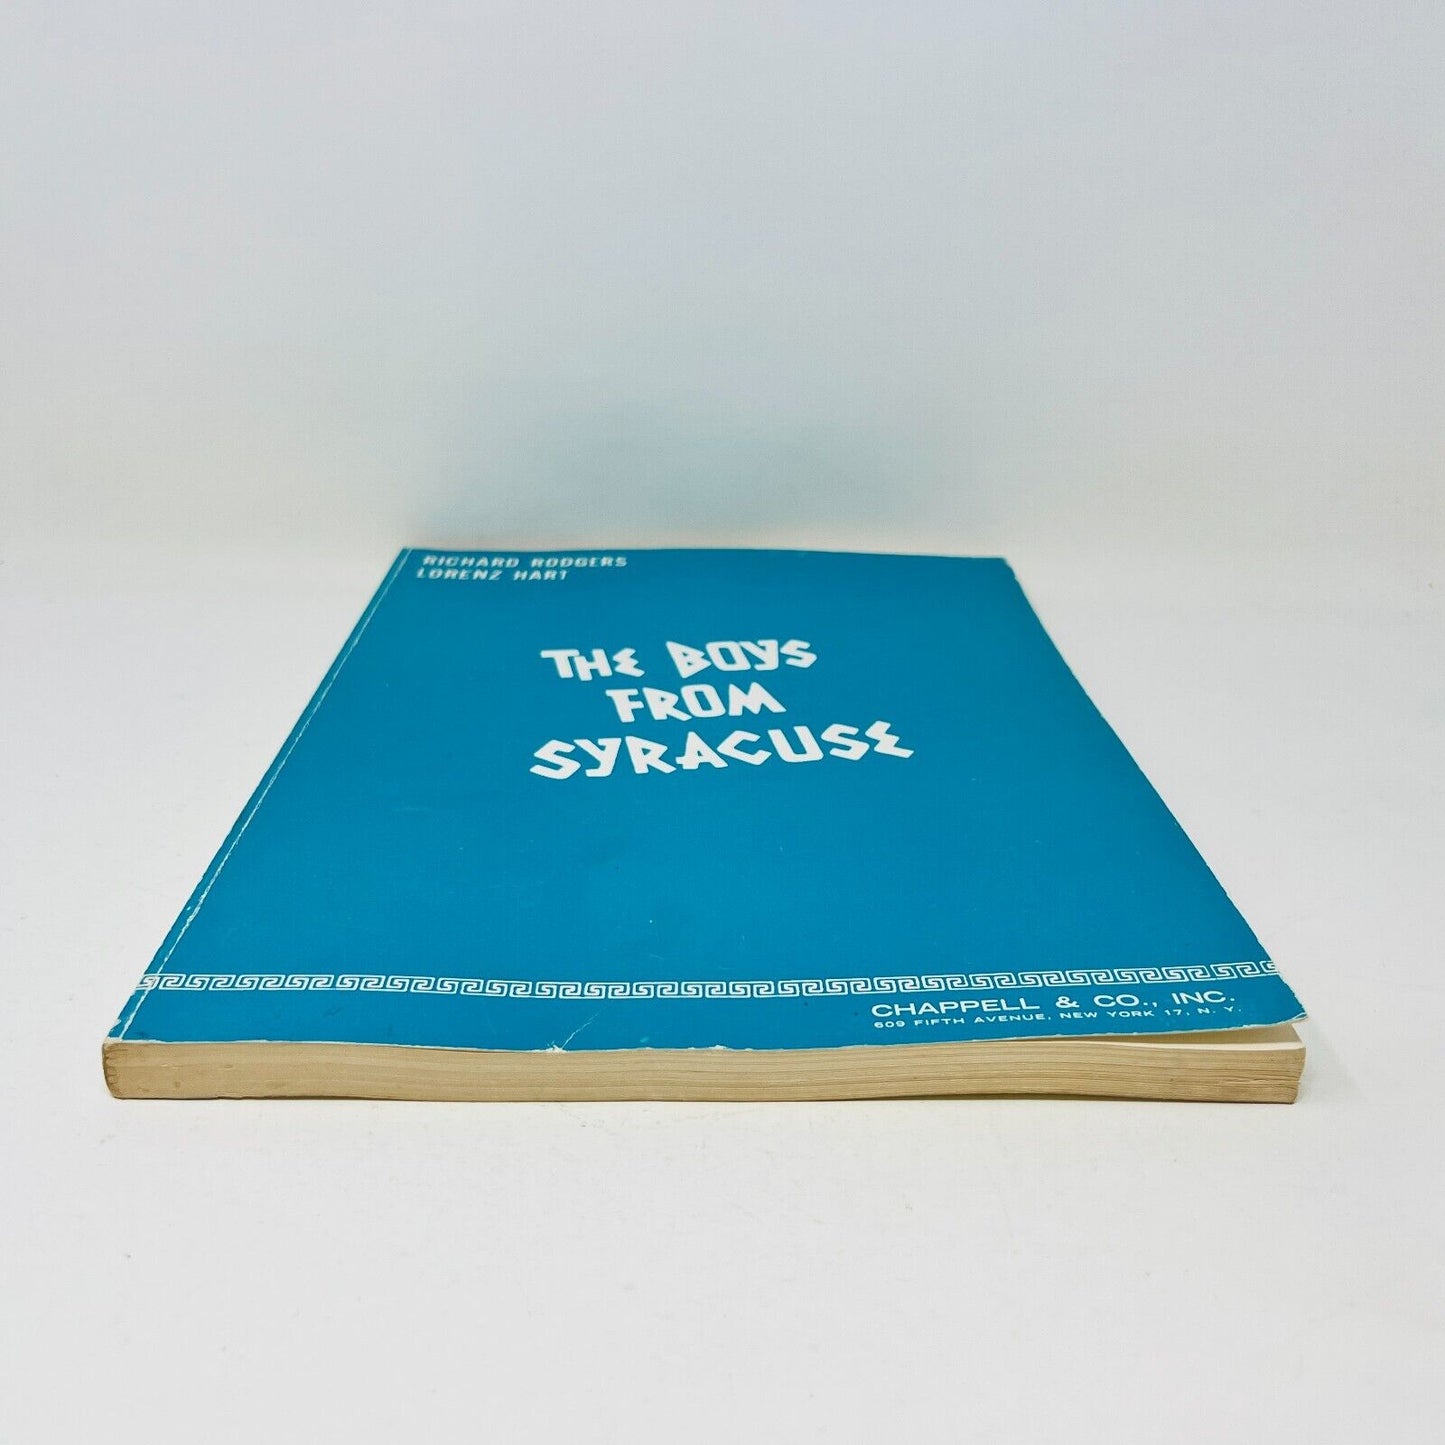 RICHARD RODGERS
LORENZ HART
THE BOYS
FROM
SYRACUSE
CHAPPELL & CO., INC.
609 FIFTH AVENUE, NEW YORK 17, N. Y.